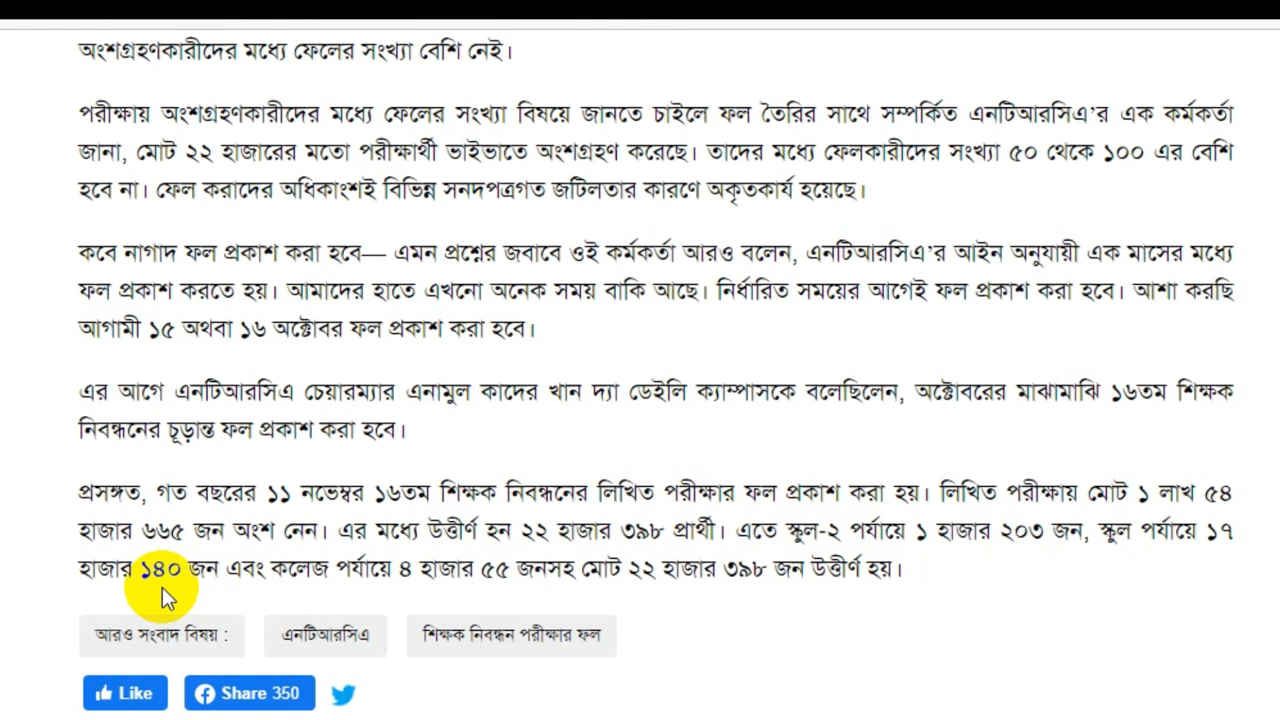 অংশগ্রহণকারীদের মধ্যে ফেলের সংখ্যা বেশি নেই।
পরীক্ষায় অংশগ্রহণকারীদের মধ্যে ফেলের সংখ্যা বিষয়ে জানতে চাইলে ফল তৈরির সাথে সম্পর্কিত এনটিআরসিএ’র এক কর্মকর্তা
জানা, মোট ২২ হাজারের মতো পরীক্ষার্থী ভাইভাতে অংশগ্রহণ করেছে। তাদের মধ্যে ফেলকারীদের সংখ্যা ৫০ থেকে ১০০ এর বেশি
হবে না। ফেল করাদের অধিকাংশই বিভিন্ন সনদপত্রগত জটিলতার কারণে অকৃতকার্য হয়েছে।
কবে নাগাদ ফল প্রকাশ করা হবে— এমন প্রশ্নের জবাবে ওই কর্মকর্তা আরও বলেন, এনটিআরসিএ’র আইন অনুযায়ী এক মাসের মধ্যে
ফল প্রকাশ করতে হয়। আমাদের হাতে এখনো অনেক সময় বাকি আছে। নির্ধারিত সময়ের আগেই ফল প্রকাশ করা হবে। আশা করছি
আগামী ১৫ অথবা ১৬ অক্টোবর ফল প্রকাশ করা হবে।
এর আগে এনটিআরসিএ চেয়ারম্যার এনামুল কাদের খান দ্যা ডেইলি ক্যাম্পাসকে বলেছিলেন, অক্টোবরের মাঝামাঝি ১৬তম শিক্ষক
নিবন্ধনের চূড়ান্ত ফল প্রকাশ করা হবে।
প্রসঙ্গত, গত বছরের ১১ নভেম্বর ১৬তম শিক্ষক নিবন্ধনের লিখিত পরীক্ষার ফল প্রকাশ করা হয়। লিখিত পরীক্ষায় মোট ১ লাখ ৫৪
হাজার ৬৬৫ জন অংশ নেন। এর মধ্যে উত্তীর্ণ হন ২২ হাজার ৩৯৮ প্রার্থী। এতে স্কুল-২ পর্যায়ে ১ হাজার ২০৩ জন, স্কুল পর্যায়ে ১৭
হাজার ১৪০ জন এবং কলেজ পর্যায়ে ৪ হাজার ৫৫ জনসহ মোট ২২ হাজার ৩৯৮ জন উত্তীর্ণ হয়।
আরও সংবাদ বিষয় : এনটিআরসিএ শিক্ষক নিবন্ধন পরীক্ষার ফল
Like Share 350